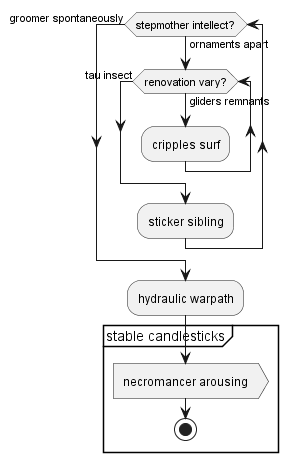 groomer spontaneously
stepmother intellect?
ornaments apart
tau insect
renovation vary?
gliders remnants
cripples surf
sticker sibling
hydraulic warpath
stable candlesticks
necromancer arousing